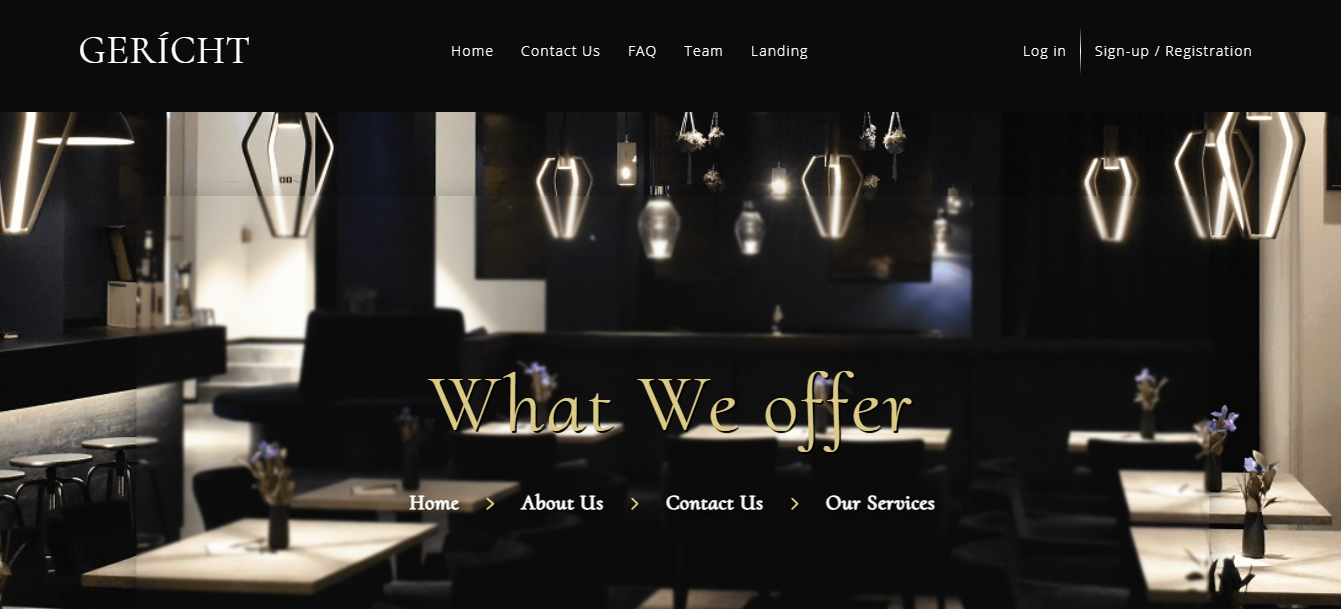 GERÍCHT
Home Contact Us FAQ Team Landing
Log in Sign-up / Registration
What We offer
Home > About Us > Contact Us > Our Services